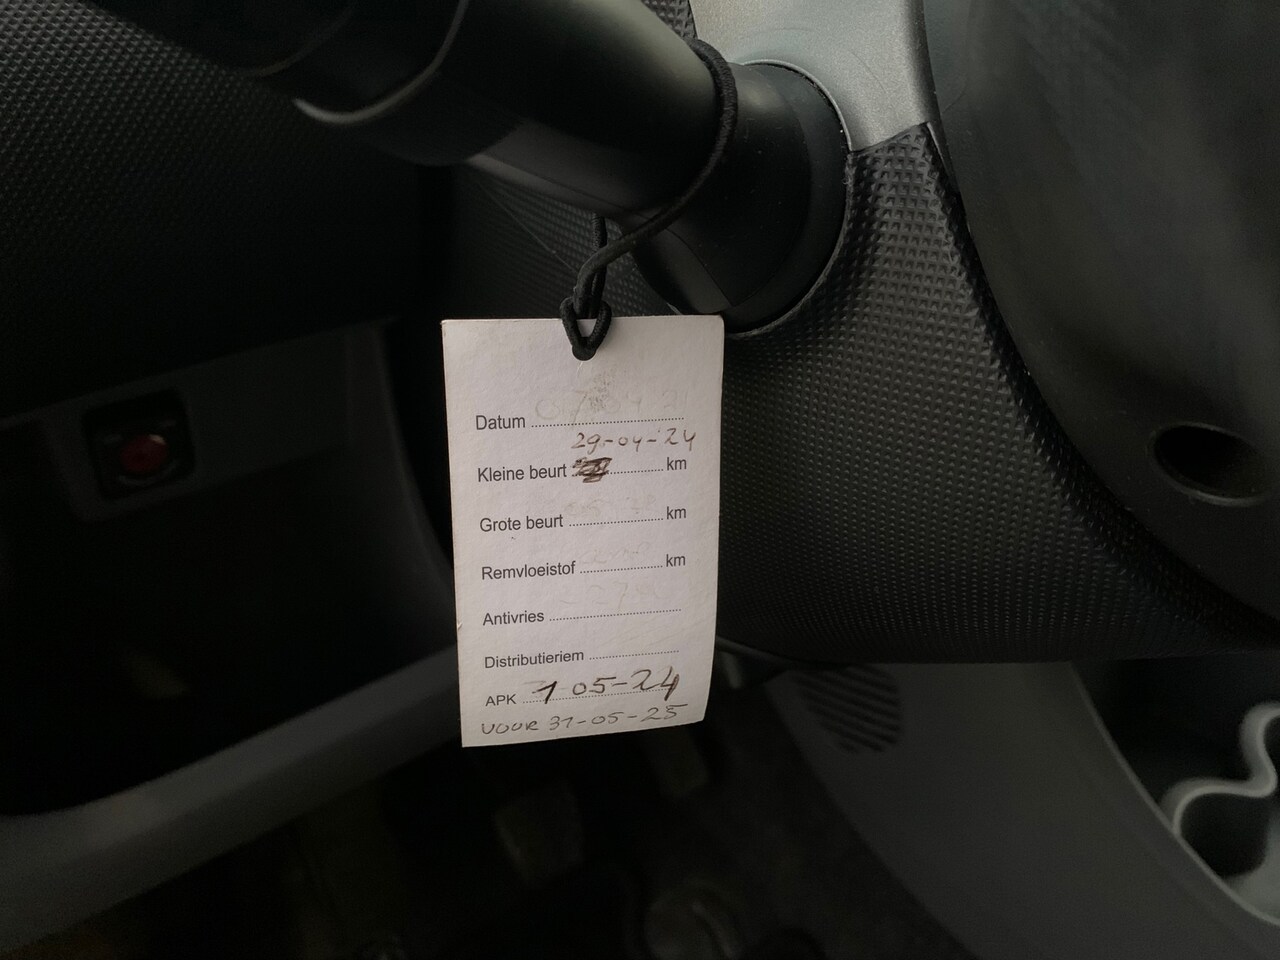 Datum
29-04-'24
Kleine beurt km
Grote beurt km
Remvloeistof km
Antivries
Distributieriem
APK 1 05-24
VOOR 31-05-25